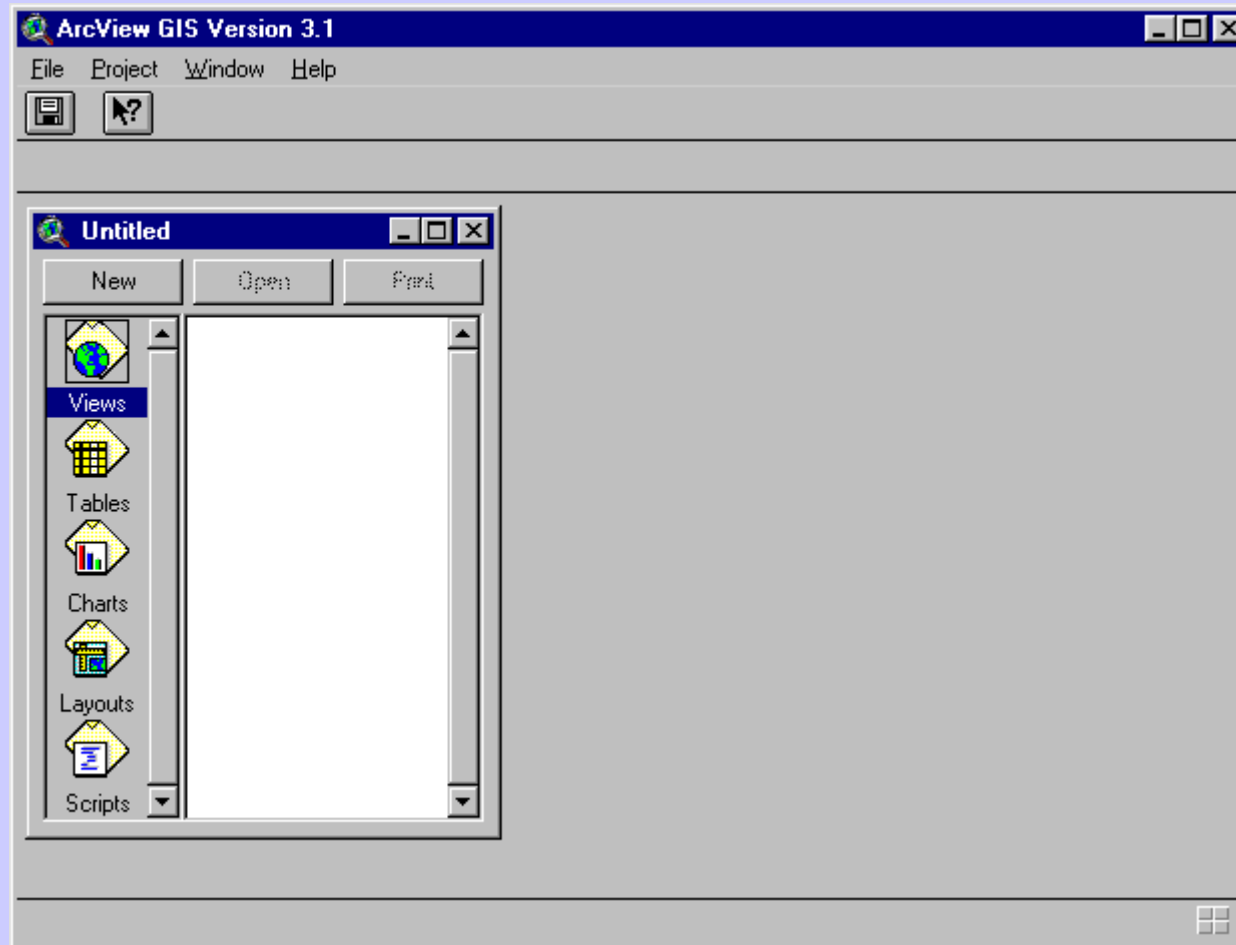 ArcView GIS Version 3.1
File Project Window Help
Untitled
New Open Print
Views
Tables
Charts
Layouts
Scripts